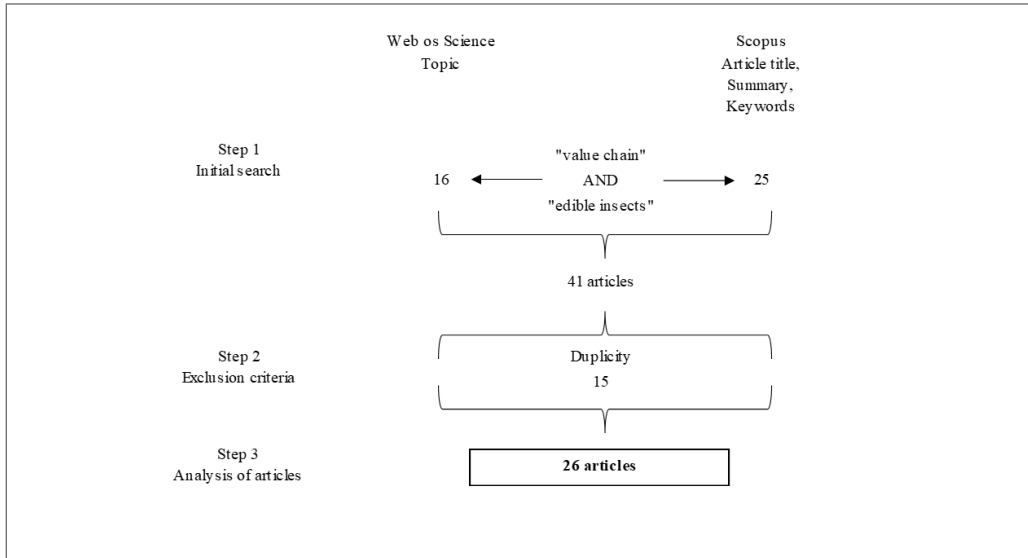 Web os Science
Topic
Scopus
Article title,
Summary,
Keywords
Step 1
Initial search
"value chain"
16
AND
25
"edible insects"
41 articles
Step 2
Exclusion criteria
Duplicity
15
Step 3
Analysis of articles
26 articles